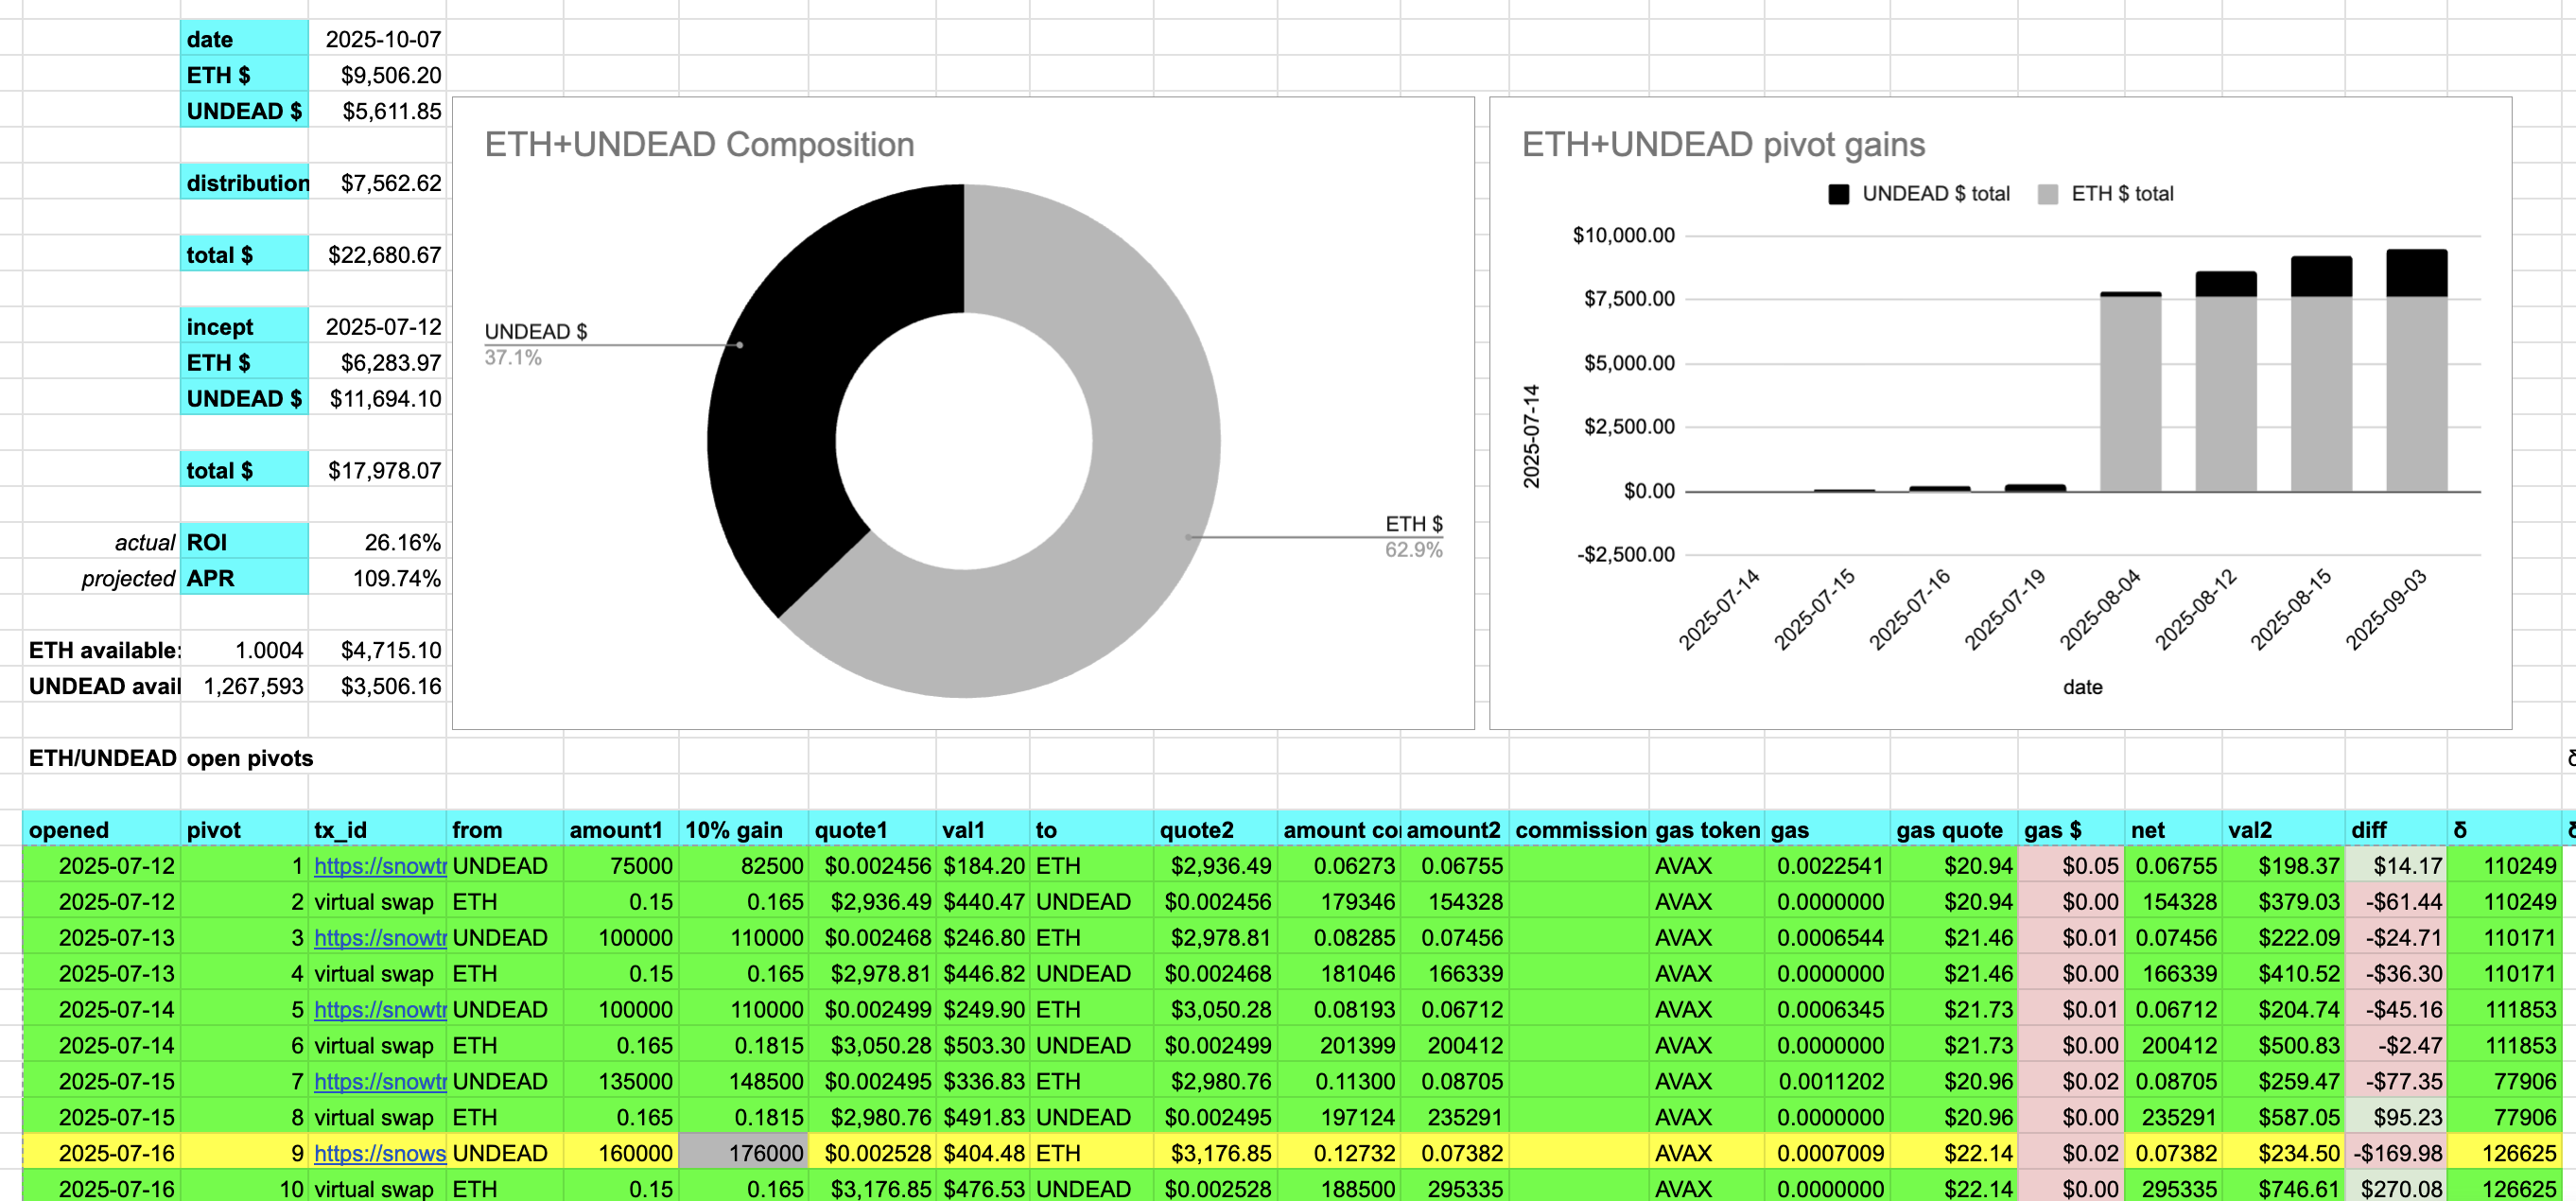 date 2025-10-07
ETH $ $9,506.20
UNDEAD $ $5,611.85
distribution $7,562.62
total $ $22,680.67
incept 2025-07-12
ETH $ $6,283.97
UNDEAD $ $11,694.10
total $ $17,978.07
actual ROI 26.16%
projected APR 109.74%
ETH available: 1.0004 $4,715.10
UNDEAD avail 1,267,593 $3,506.16
ETH+UNDEAD Composition
UNDEAD $
37.1%
ETH $
62.9%
ETH+UNDEAD pivot gains
UNDEAD $ total ETH $ total
$10,000.00
$7,500.00
$5,000.00
$2,500.00
$0.00
-$2,500.00
2025-07-14
2025-07-14 2025-07-15 2025-07-16 2025-07-19 2025-08-04 2025-08-12 2025-08-15 2025-09-03
date
ETH/UNDEAD open pivots
opened pivot tx_id from amount1 10% gain quote1 val1 to quote2 amount co amount2 commission gas token gas gas quote gas $ net val2 diff δ
2025-07-12 1 https://snowtr UNDEAD 75000 82500 $0.002456 $184.20 ETH $2,936.49 0.06273 0.06755 AVAX 0.0022541 $20.94 $0.05 0.06755 $198.37 $14.17 110249
2025-07-12 2 virtual swap ETH 0.15 0.165 $2,936.49 $440.47 UNDEAD $0.002456 179346 154328 AVAX 0.0000000 $20.94 $0.00 154328 $379.03 -$61.44 110249
2025-07-13 3 https://snowtr UNDEAD 100000 110000 $0.002468 $246.80 ETH $2,978.81 0.08285 0.07456 AVAX 0.0006544 $21.46 $0.01 0.07456 $222.09 -$24.71 110171
2025-07-13 4 virtual swap ETH 0.15 0.165 $2,978.81 $446.82 UNDEAD $0.002468 181046 166339 AVAX 0.0000000 $21.46 $0.00 166339 $410.52 -$36.30 110171
2025-07-14 5 https://snowtr UNDEAD 100000 110000 $0.002499 $249.90 ETH $3,050.28 0.08193 0.06712 AVAX 0.0006345 $21.73 $0.01 0.06712 $204.74 -$45.16 111853
2025-07-14 6 virtual swap ETH 0.165 0.1815 $3,050.28 $503.30 UNDEAD $0.002499 201399 200412 AVAX 0.0000000 $21.73 $0.00 200412 $500.83 -$2.47 111853
2025-07-15 7 https://snowtr UNDEAD 135000 148500 $0.002495 $336.83 ETH $2,980.76 0.11300 0.08705 AVAX 0.0011202 $20.96 $0.02 0.08705 $259.47 -$77.35 77906
2025-07-15 8 virtual swap ETH 0.165 0.1815 $2,980.76 $491.83 UNDEAD $0.002495 197124 235291 AVAX 0.0000000 $20.96 $0.00 235291 $587.05 $95.23 77906
2025-07-16 9 https://snows UNDEAD 160000 176000 $0.002528 $404.48 ETH $3,176.85 0.12732 0.07382 AVAX 0.0007009 $22.14 $0.02 0.07382 $234.50 -$169.98 126625
2025-07-16 10 virtual swap ETH 0.15 0.165 $3,176.85 $476.53 UNDEAD $0.002528 188500 295335 AVAX 0.0000000 $22.14 $0.00 295335 $746.61 $270.08 126625